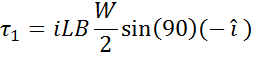 τ₁ = iLB W/2 sin(90)(− î )